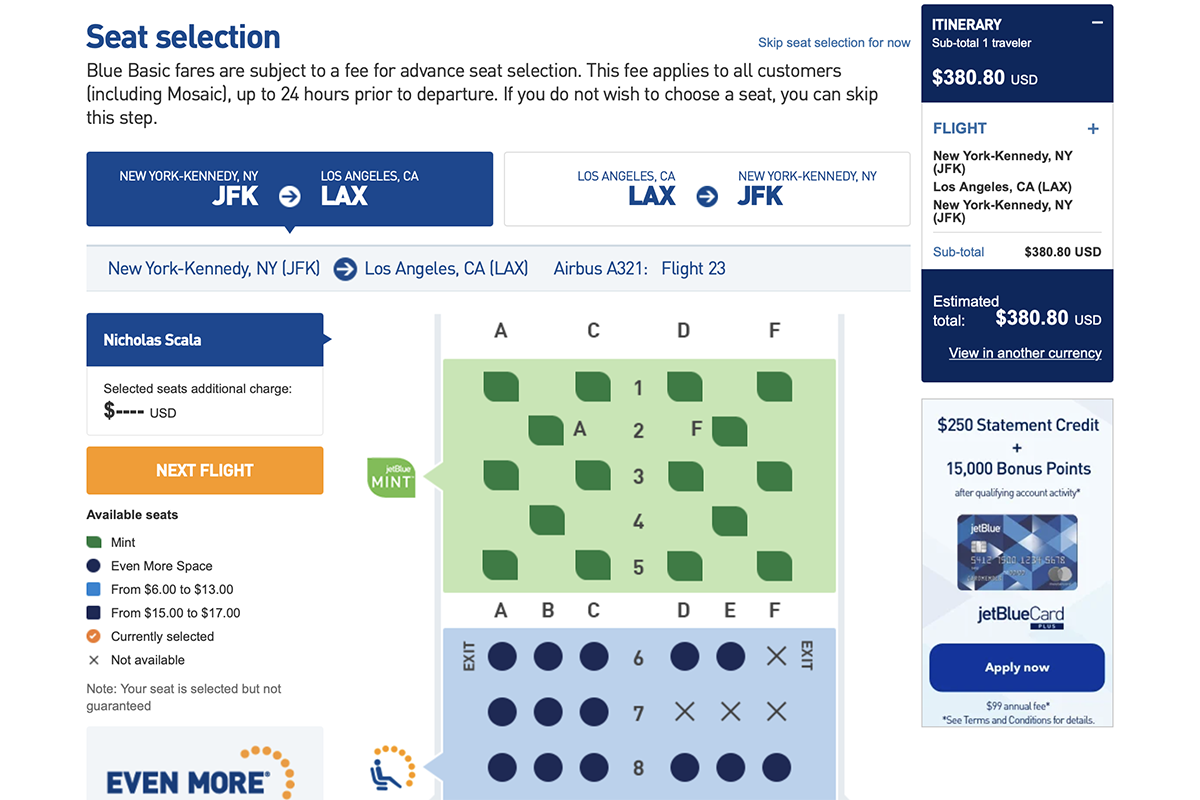 Seat selection
Skip seat selection for now
Blue Basic fares are subject to a fee for advance seat selection. This fee applies to all customers
(including Mosaic), up to 24 hours prior to departure. If you do not wish to choose a seat, you can skip
this step.
NEW YORK-KENNEDY, NY
JFK
LOS ANGELES, CA
LAX
LOS ANGELES, CA
LAX
NEW YORK-KENNEDY, NY
JFK
New York-Kennedy, NY (JFK) Los Angeles, CA (LAX) Airbus A321: Flight 23
Nicholas Scala
Selected seats additional charge:
$---- USD
NEXT FLIGHT
Available seats
Mint
Even More Space
From $6.00 to $13.00
From $15.00 to $17.00
Currently selected
Not available
Note: Your seat is selected but not
guaranteed
EVEN MORE®
jetBlue
MINT
A C D F
1
A 2 F
3
4
5
A B C D E F
EXIT 6 EXIT
7
8
ITINERARY
Sub-total 1 traveler
$380.80 USD
FLIGHT +
New York-Kennedy, NY
(JFK)
Los Angeles, CA (LAX)
New York-Kennedy, NY
(JFK)
Sub-total $380.80 USD
Estimated
total: $380.80 USD
View in another currency
$250 Statement Credit
+
15,000 Bonus Points
after qualifying account activity*
jetBlue
5412 7500 1234 5678
jetBlueCard
PLUS
Apply now
$99 annual fee*
*See Terms and Conditions for details.